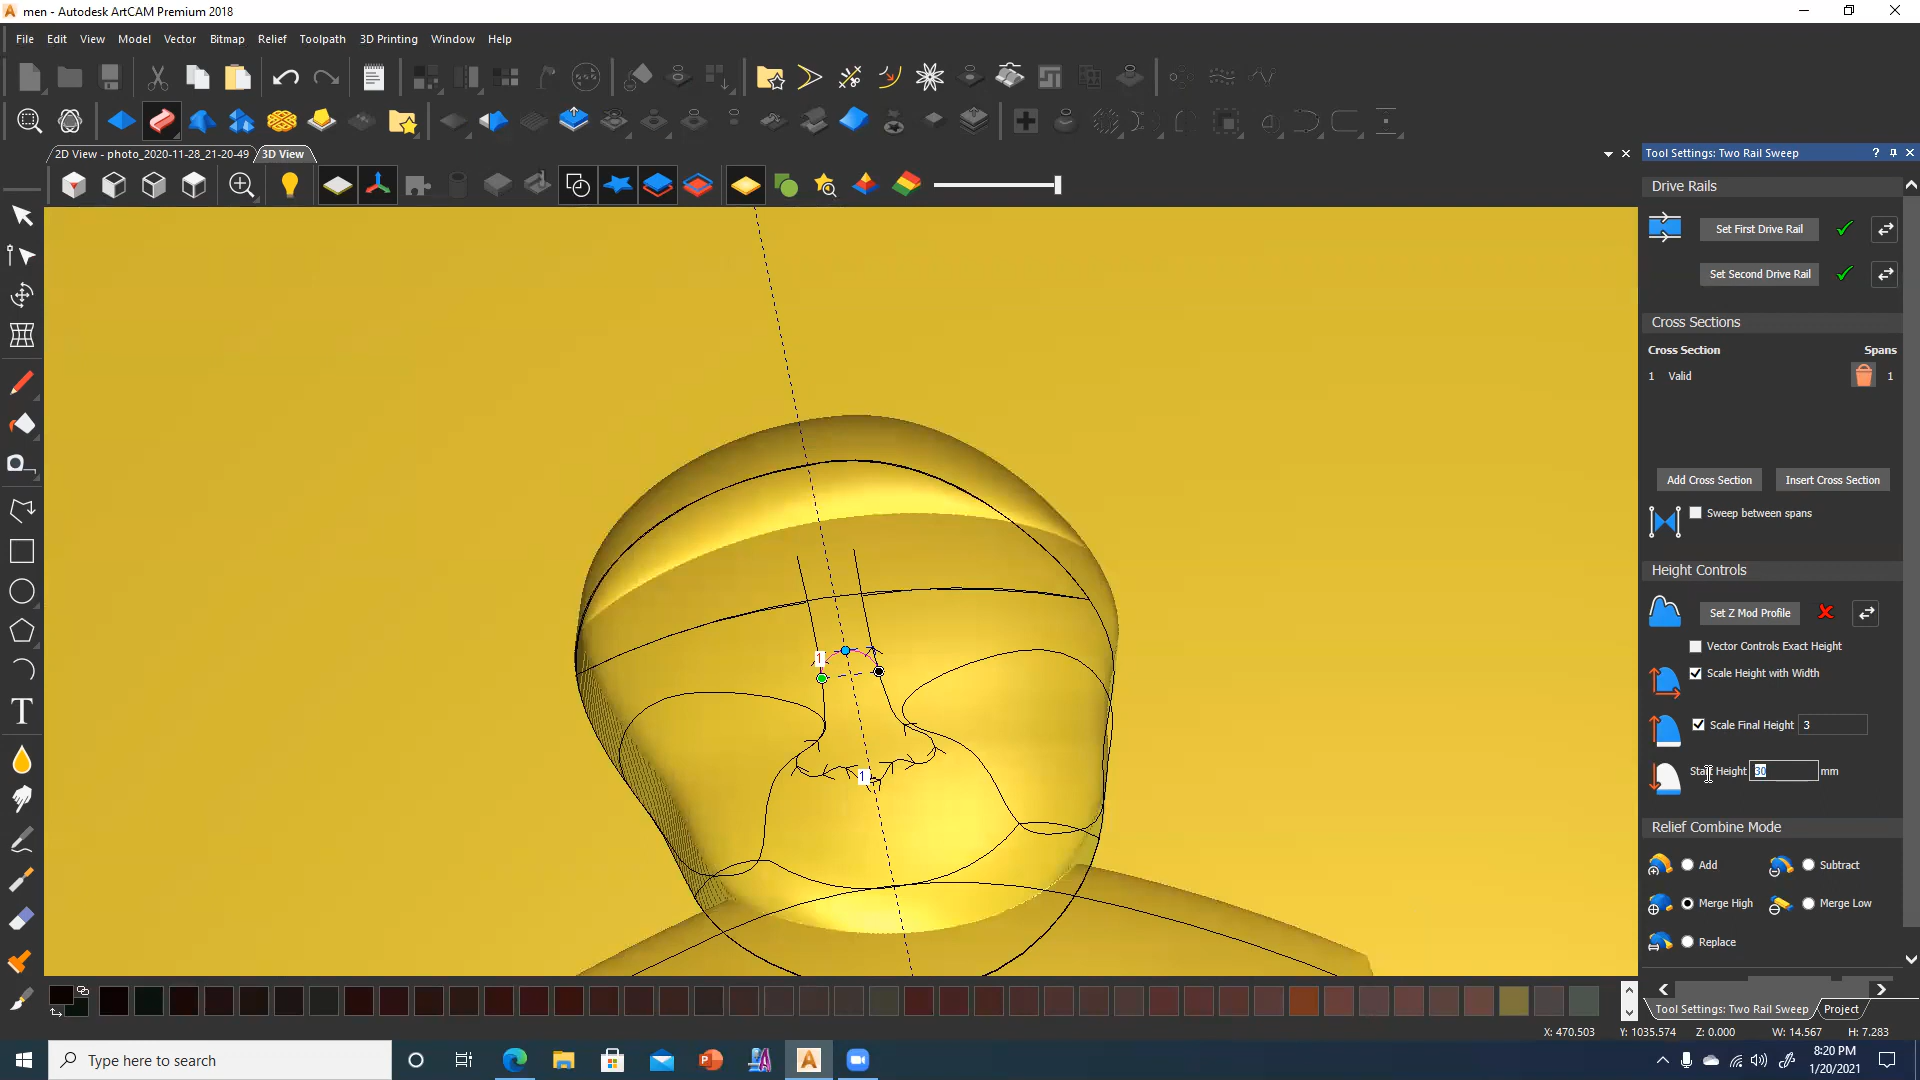 men - Autodesk ArtCAM Premium 2018
File Edit View Model Vector Bitmap Relief Toolpath 3D Printing Window Help
2D View - photo_2020-11-28_21-20-49 3D View
Tool Settings: Two Rail Sweep
Drive Rails
Set First Drive Rail
Set Second Drive Rail
Cross Sections
Cross Section Spans
1 Valid 1
Add Cross Section Insert Cross Section
Sweep between spans
Height Controls
Set Z Mod Profile
Vector Controls Exact Height
Scale Height with Width
Scale Final Height 3
Start Height 30 mm
Relief Combine Mode
Add Subtract
Merge High Merge Low
Replace
1
1
Tool Settings: Two Rail Sweep Project
X: 470.503 Y: 1035.574 Z: 0.000 W: 14.567 H: 7.283
Type here to search
8:20 PM
1/20/2021